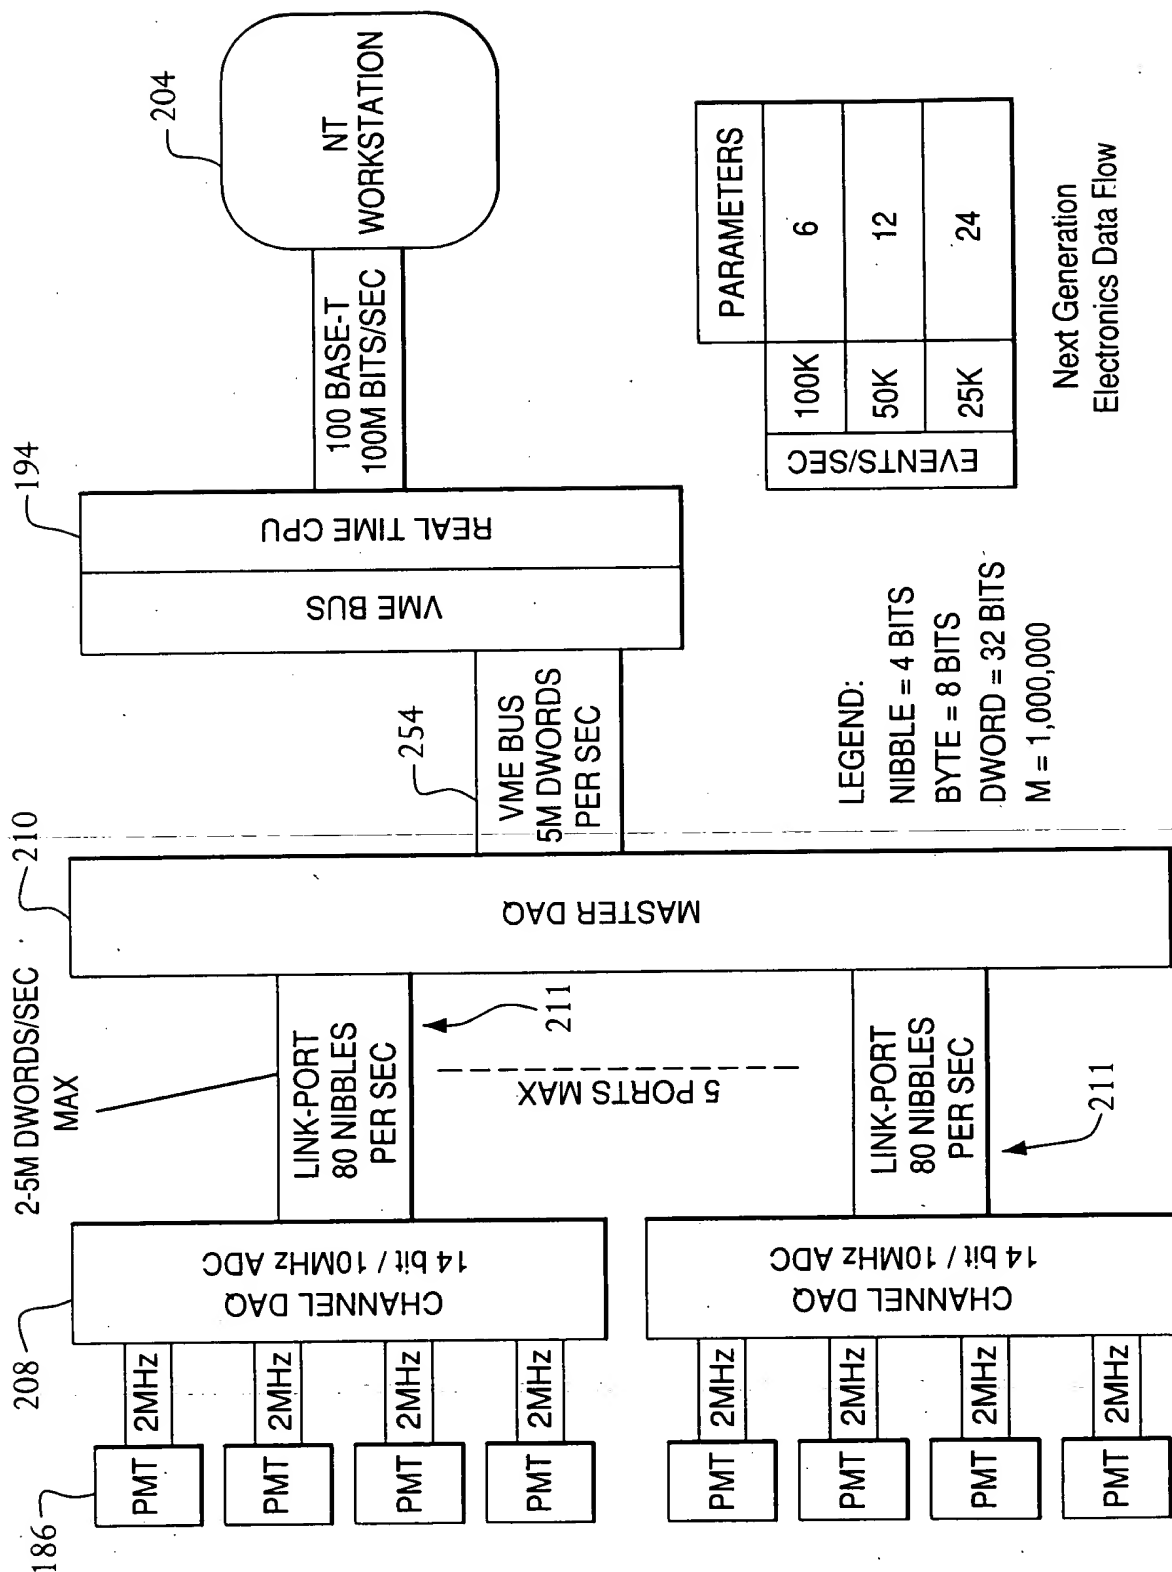 186
PMT
PMT
PMT
PMT
PMT
PMT
PMT
PMT
2MHz
2MHz
2MHz
2MHz
2MHz
2MHz
2MHz
2MHz
208
CHANNEL DAQ
14 bit / 10MHz ADC
CHANNEL DAQ
14 bit / 10MHz ADC
2-5M DWORDS/SEC
MAX
LINK-PORT
80 NIBBLES
PER SEC
211
5 PORTS MAX
LINK-PORT
80 NIBBLES
PER SEC
211
210
MASTER DAQ
254
VME BUS
5M DWORDS
PER SEC
194
VME BUS
REAL TIME CPU
100 BASE-T
100M BITS/SEC
204
NT
WORKSTATION
LEGEND:
NIBBLE = 4 BITS
BYTE = 8 BITS
DWORD = 32 BITS
M = 1,000,000
PARAMETERS
EVENTS/SEC
100K 6
50K 12
25K 24
Next Generation
Electronics Data Flow